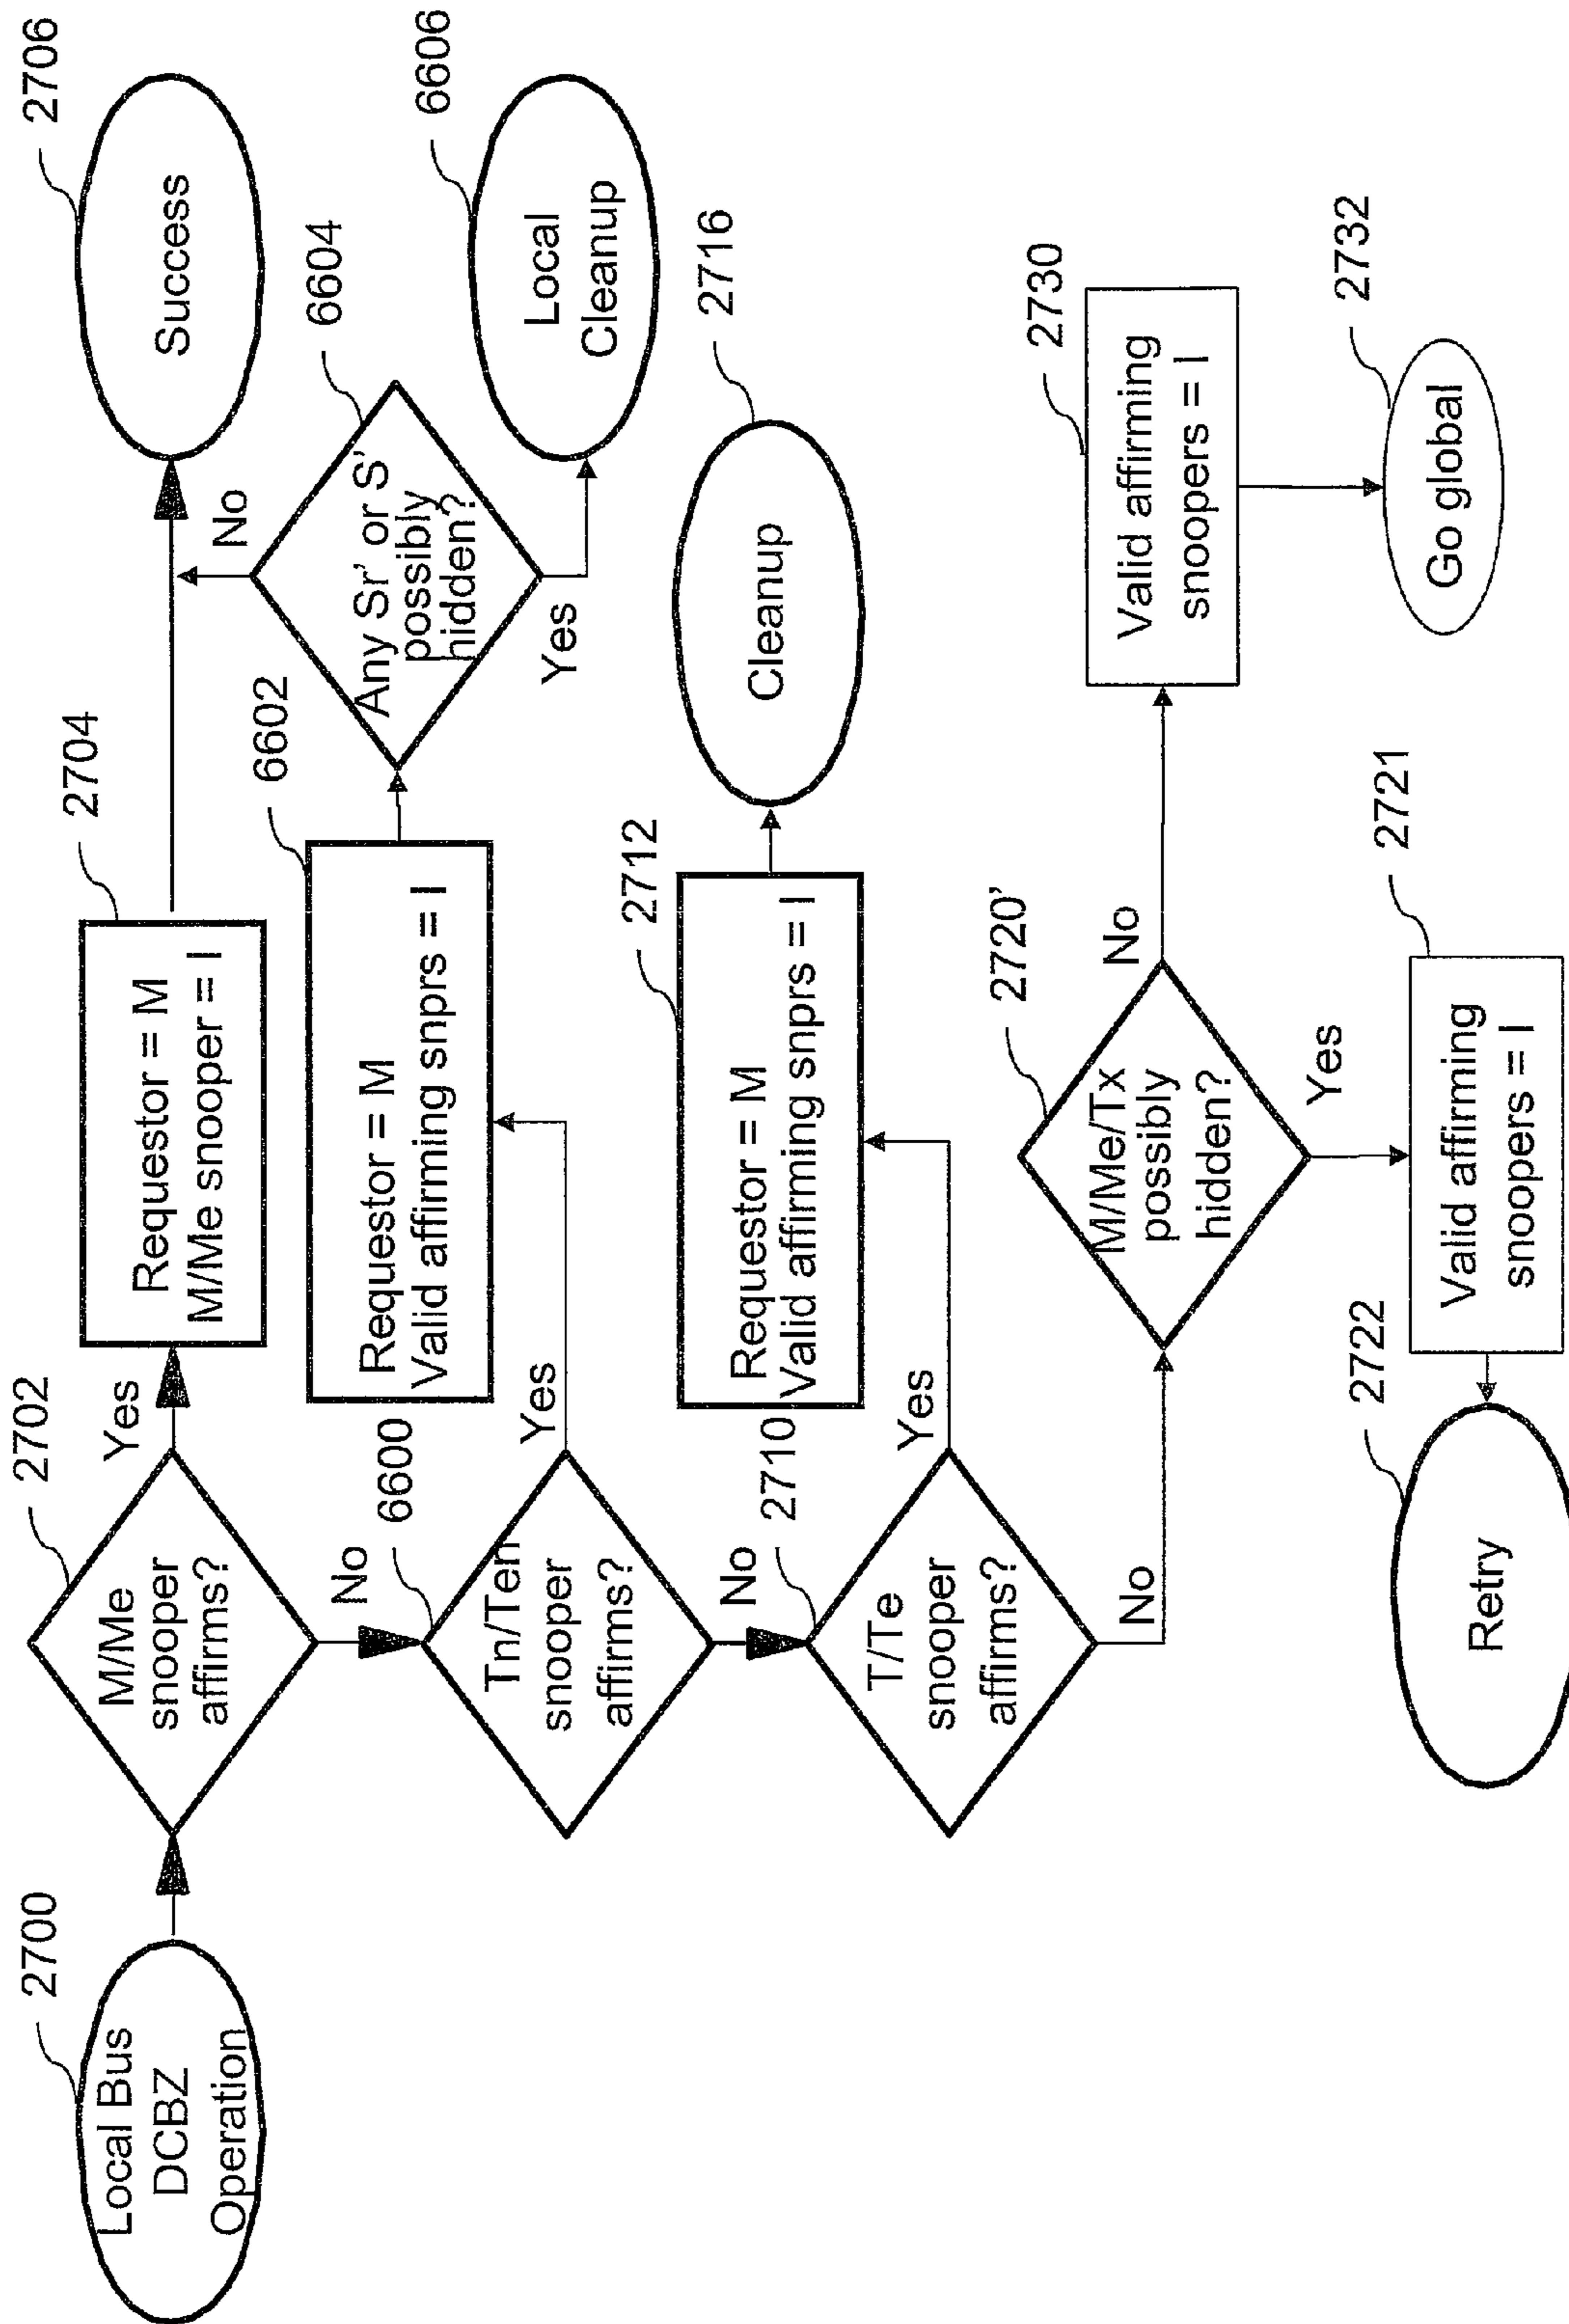 2700
Local Bus
DCBZ
Operation
2702
M/Me
snooper
affirms?
Yes
No
2704
Requestor = M
M/Me snooper = I
2706
Success
6600
Tn/Ten
snooper
affirms?
Yes
No
6602
Requestor = M
Valid affirming snprs = I
6604
Any Sr' or S'
possibly
hidden?
No
Yes
6606
Local
Cleanup
2710
T/Te
snooper
affirms?
Yes
No
2712
Requestor = M
Valid affirming snprs = I
2716
Cleanup
2720'
M/Me/Tx
possibly
hidden?
No
Yes
2730
Valid affirming
snoopers = I
2732
Go global
2721
Valid affirming
snoopers = I
2722
Retry